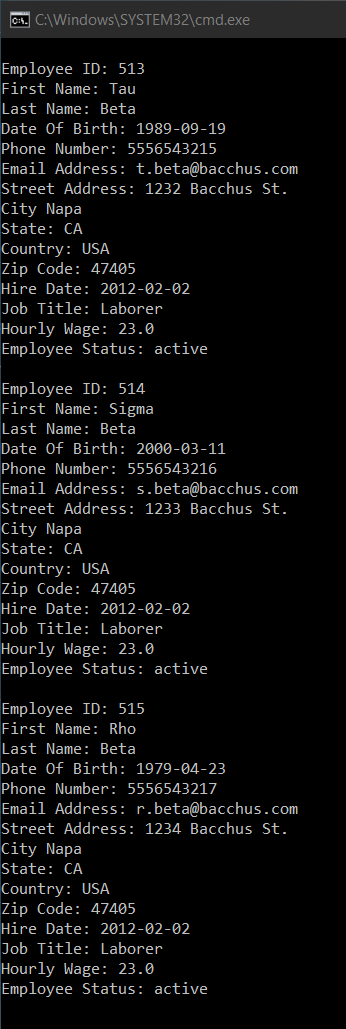 C:\Windows\SYSTEM32\cmd.exe
Employee ID: 513
First Name: Tau
Last Name: Beta
Date Of Birth: 1989-09-19
Phone Number: 5556543215
Email Address: t.beta@bacchus.com
Street Address: 1232 Bacchus St.
City Napa
State: CA
Country: USA
Zip Code: 47405
Hire Date: 2012-02-02
Job Title: Laborer
Hourly Wage: 23.0
Employee Status: active
Employee ID: 514
First Name: Sigma
Last Name: Beta
Date Of Birth: 2000-03-11
Phone Number: 5556543216
Email Address: s.beta@bacchus.com
Street Address: 1233 Bacchus St.
City Napa
State: CA
Country: USA
Zip Code: 47405
Hire Date: 2012-02-02
Job Title: Laborer
Hourly Wage: 23.0
Employee Status: active
Employee ID: 515
First Name: Rho
Last Name: Beta
Date Of Birth: 1979-04-23
Phone Number: 5556543217
Email Address: r.beta@bacchus.com
Street Address: 1234 Bacchus St.
City Napa
State: CA
Country: USA
Zip Code: 47405
Hire Date: 2012-02-02
Job Title: Laborer
Hourly Wage: 23.0
Employee Status: active